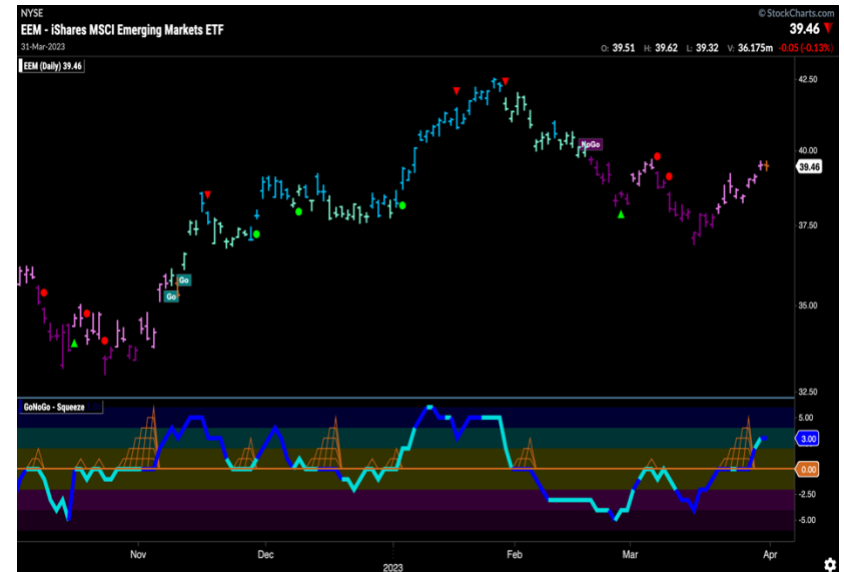 NYSE
© StockCharts.com
EEM - iShares MSCI Emerging Markets ETF
39.46
31-Mar-2023
O: 39.51 H: 39.62 L: 39.32 V: 36.175m -0.05 (-0.13%)
EEM (Daily) 39.46
42.50
NoGo
40.00
39.46
37.50
Go
Go
35.00
32.50
GoNoGo - Squeeze
5.00
3.00
0.00
-2.50
-5.00
Nov Dec 2023 Feb Mar Apr